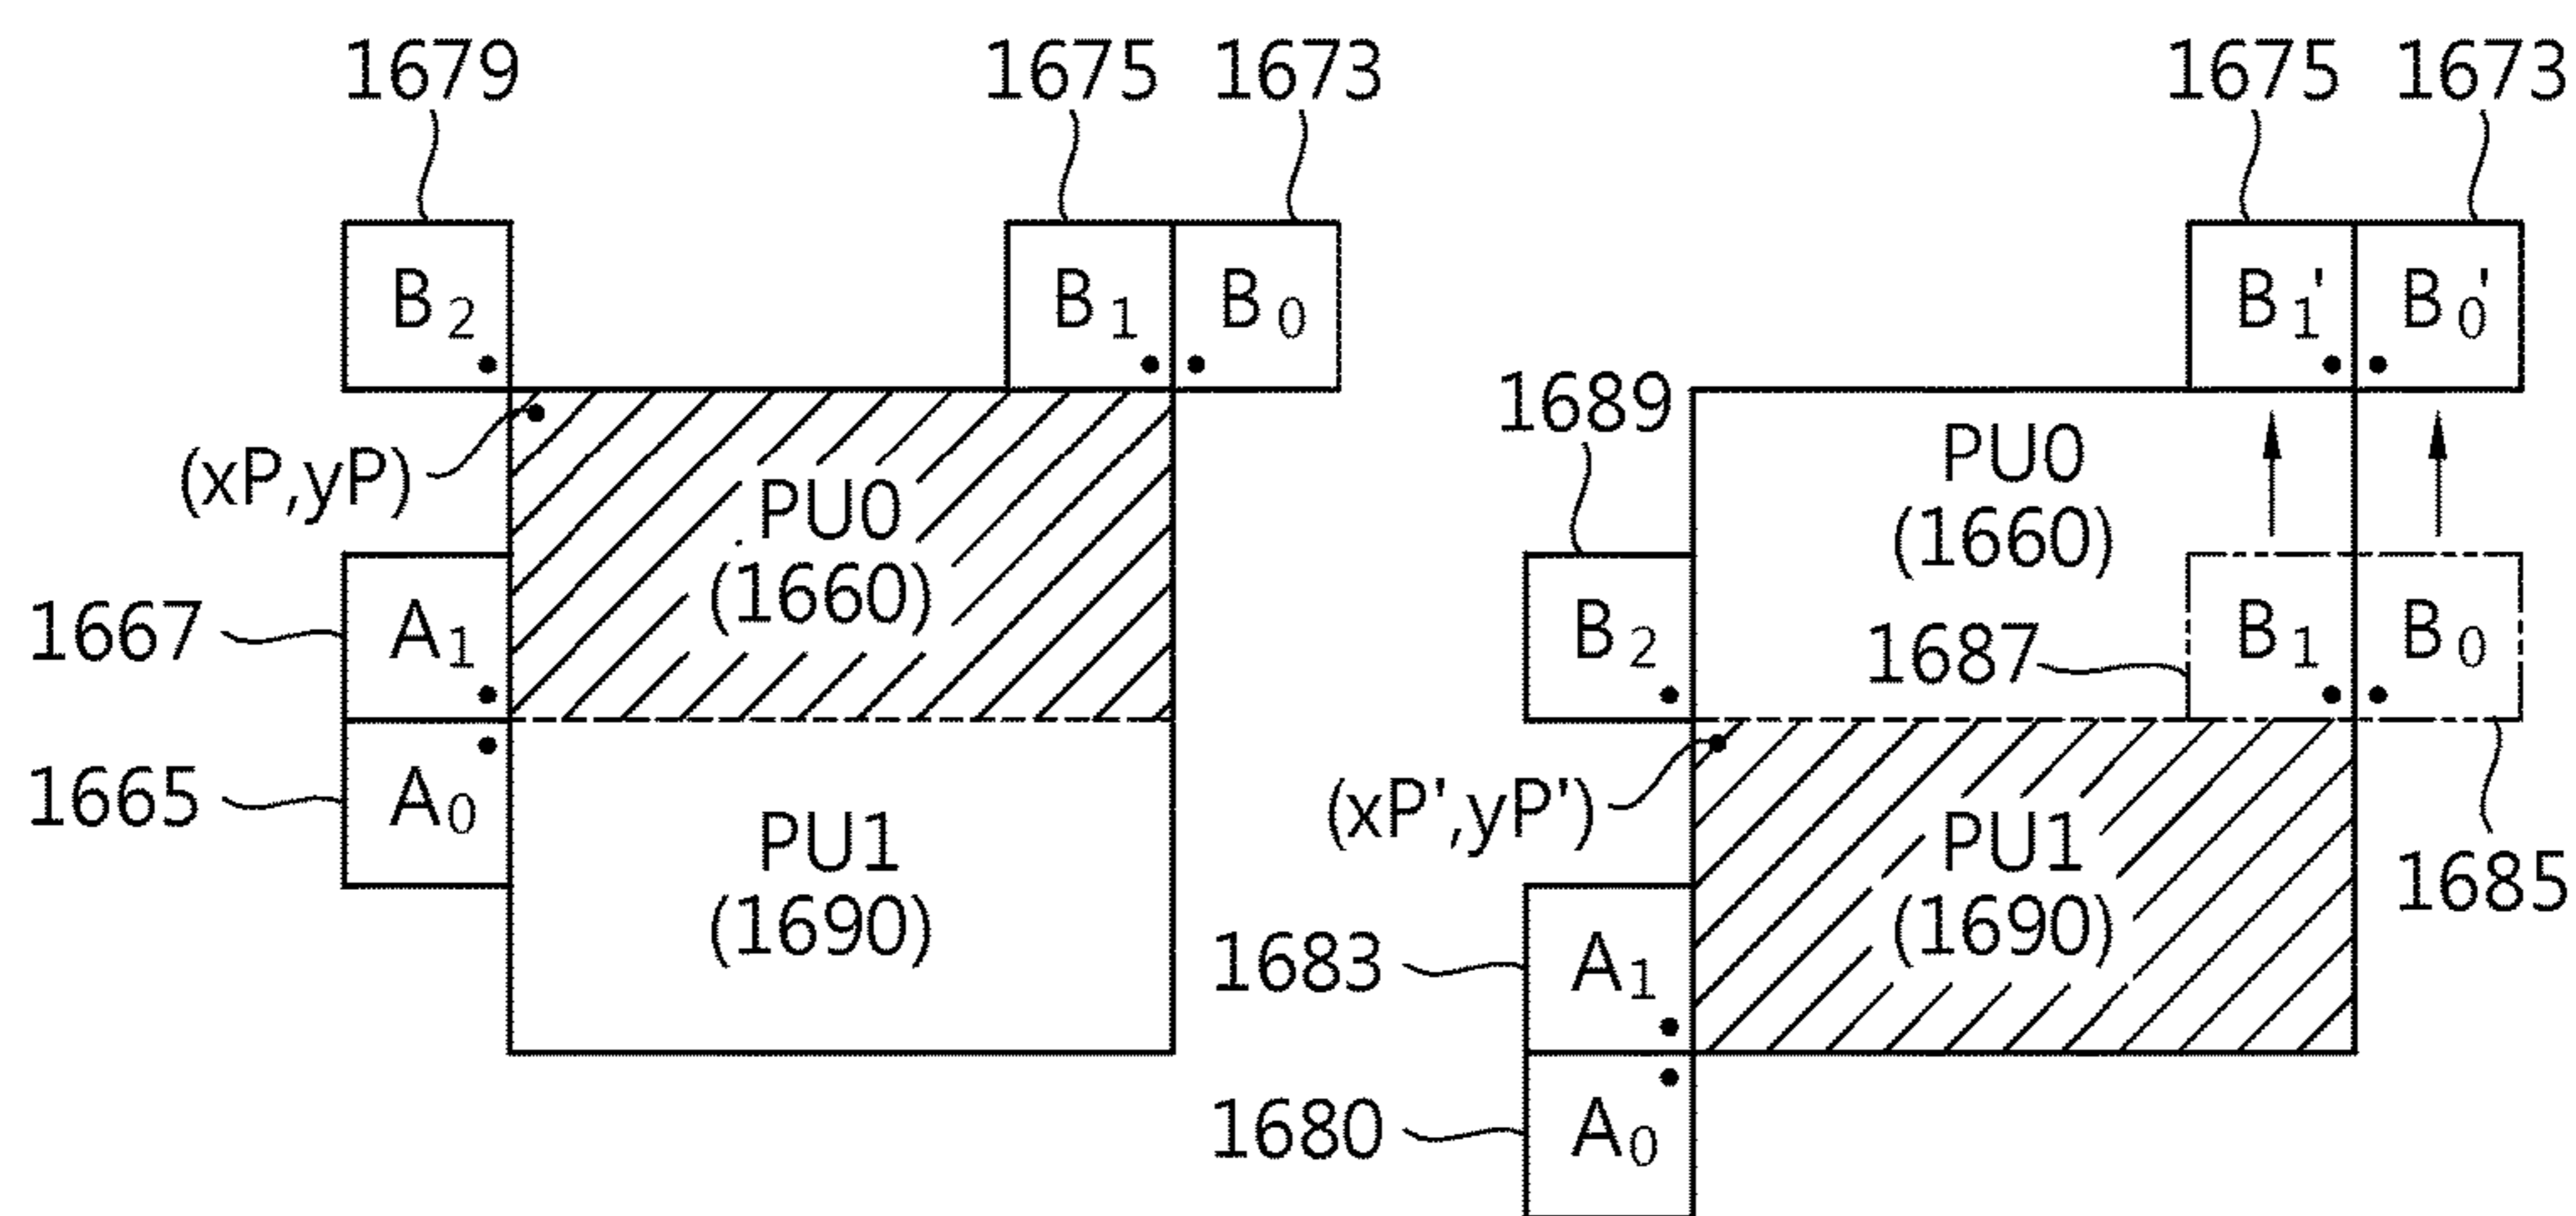 1679
1675
1673
B2
B1
B0
(xP,yP)
PU0
(1660)
1667
A1
1665
A0
PU1
(1690)
1675
1673
B1'
B0'
1689
PU0
(1660)
B2
1687
B1
B0
(xP',yP')
PU1
(1690)
1685
1683
A1
1680
A0